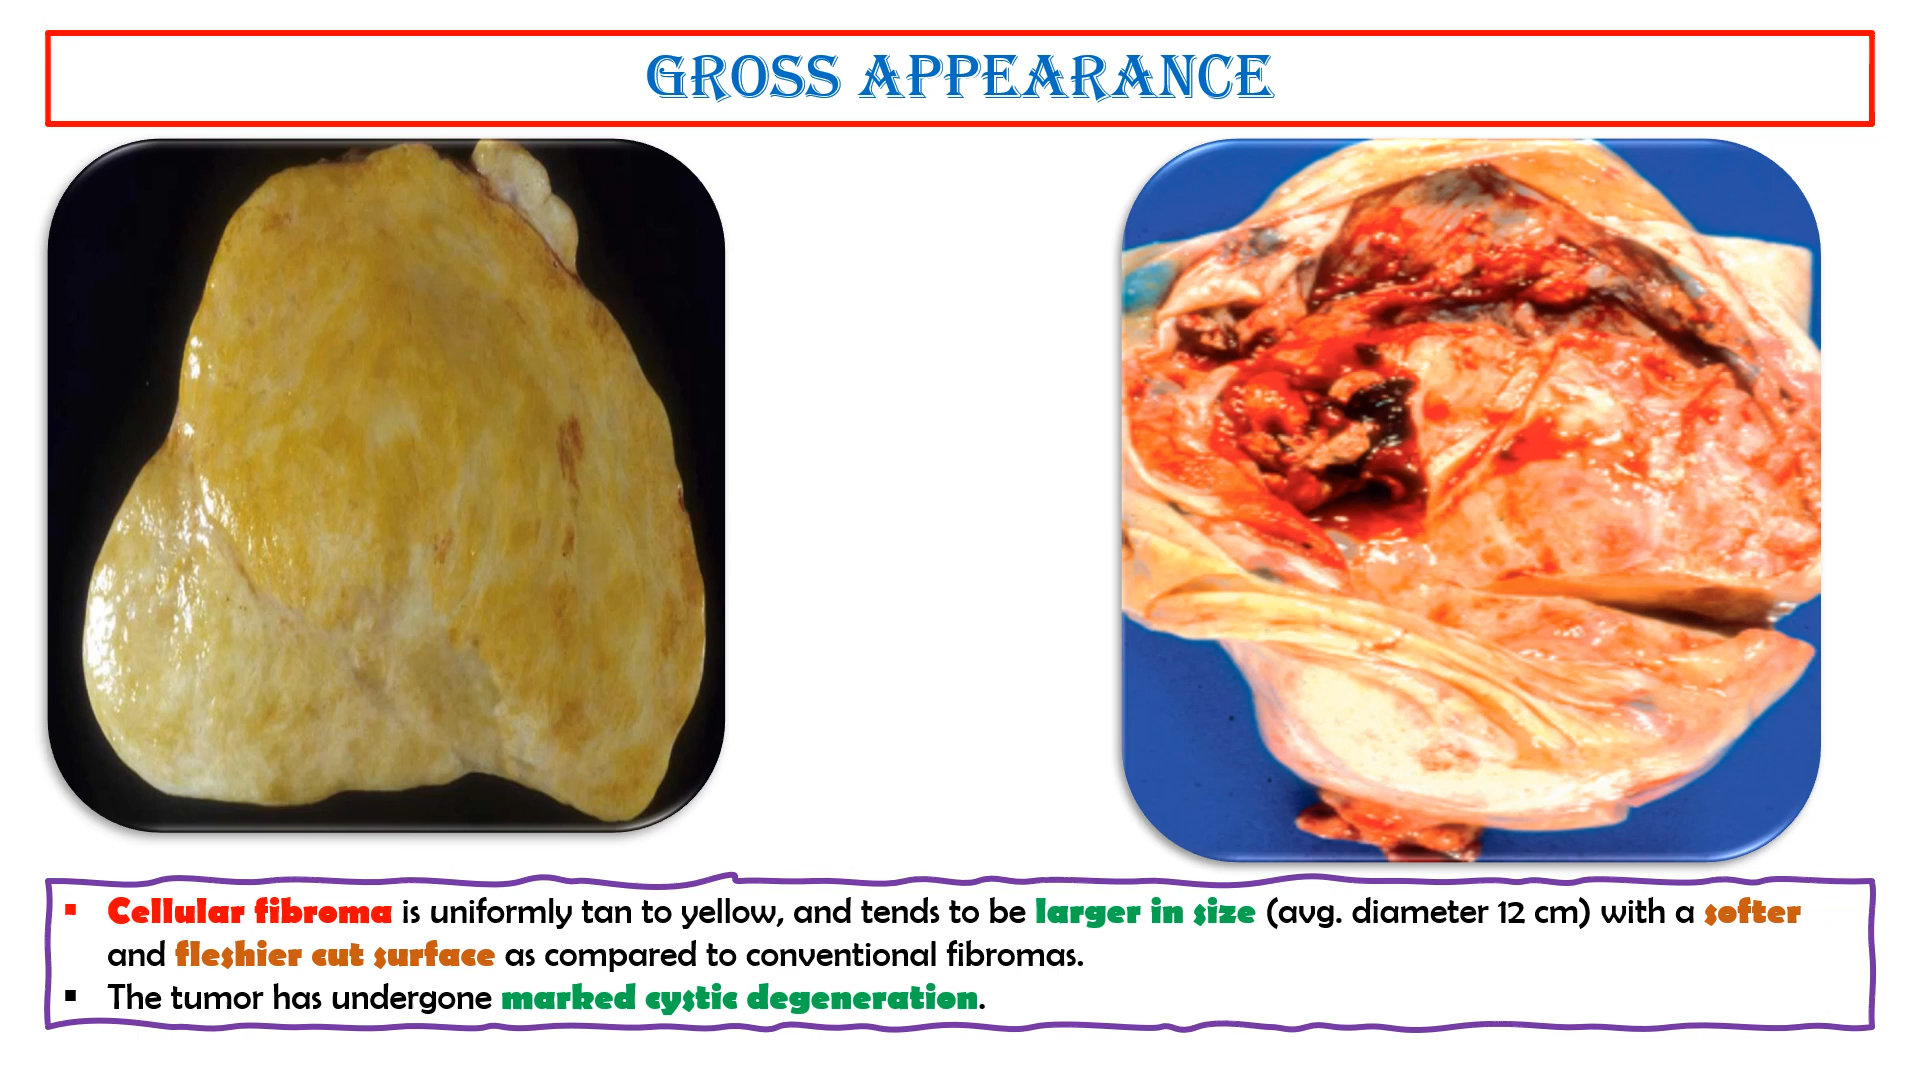 GROSS APPEARANCE
▪ Cellular fibroma is uniformly tan to yellow, and tends to be larger in size (avg. diameter 12 cm) with a softer
and fleshier cut surface as compared to conventional fibromas.
▪ The tumor has undergone marked cystic degeneration.